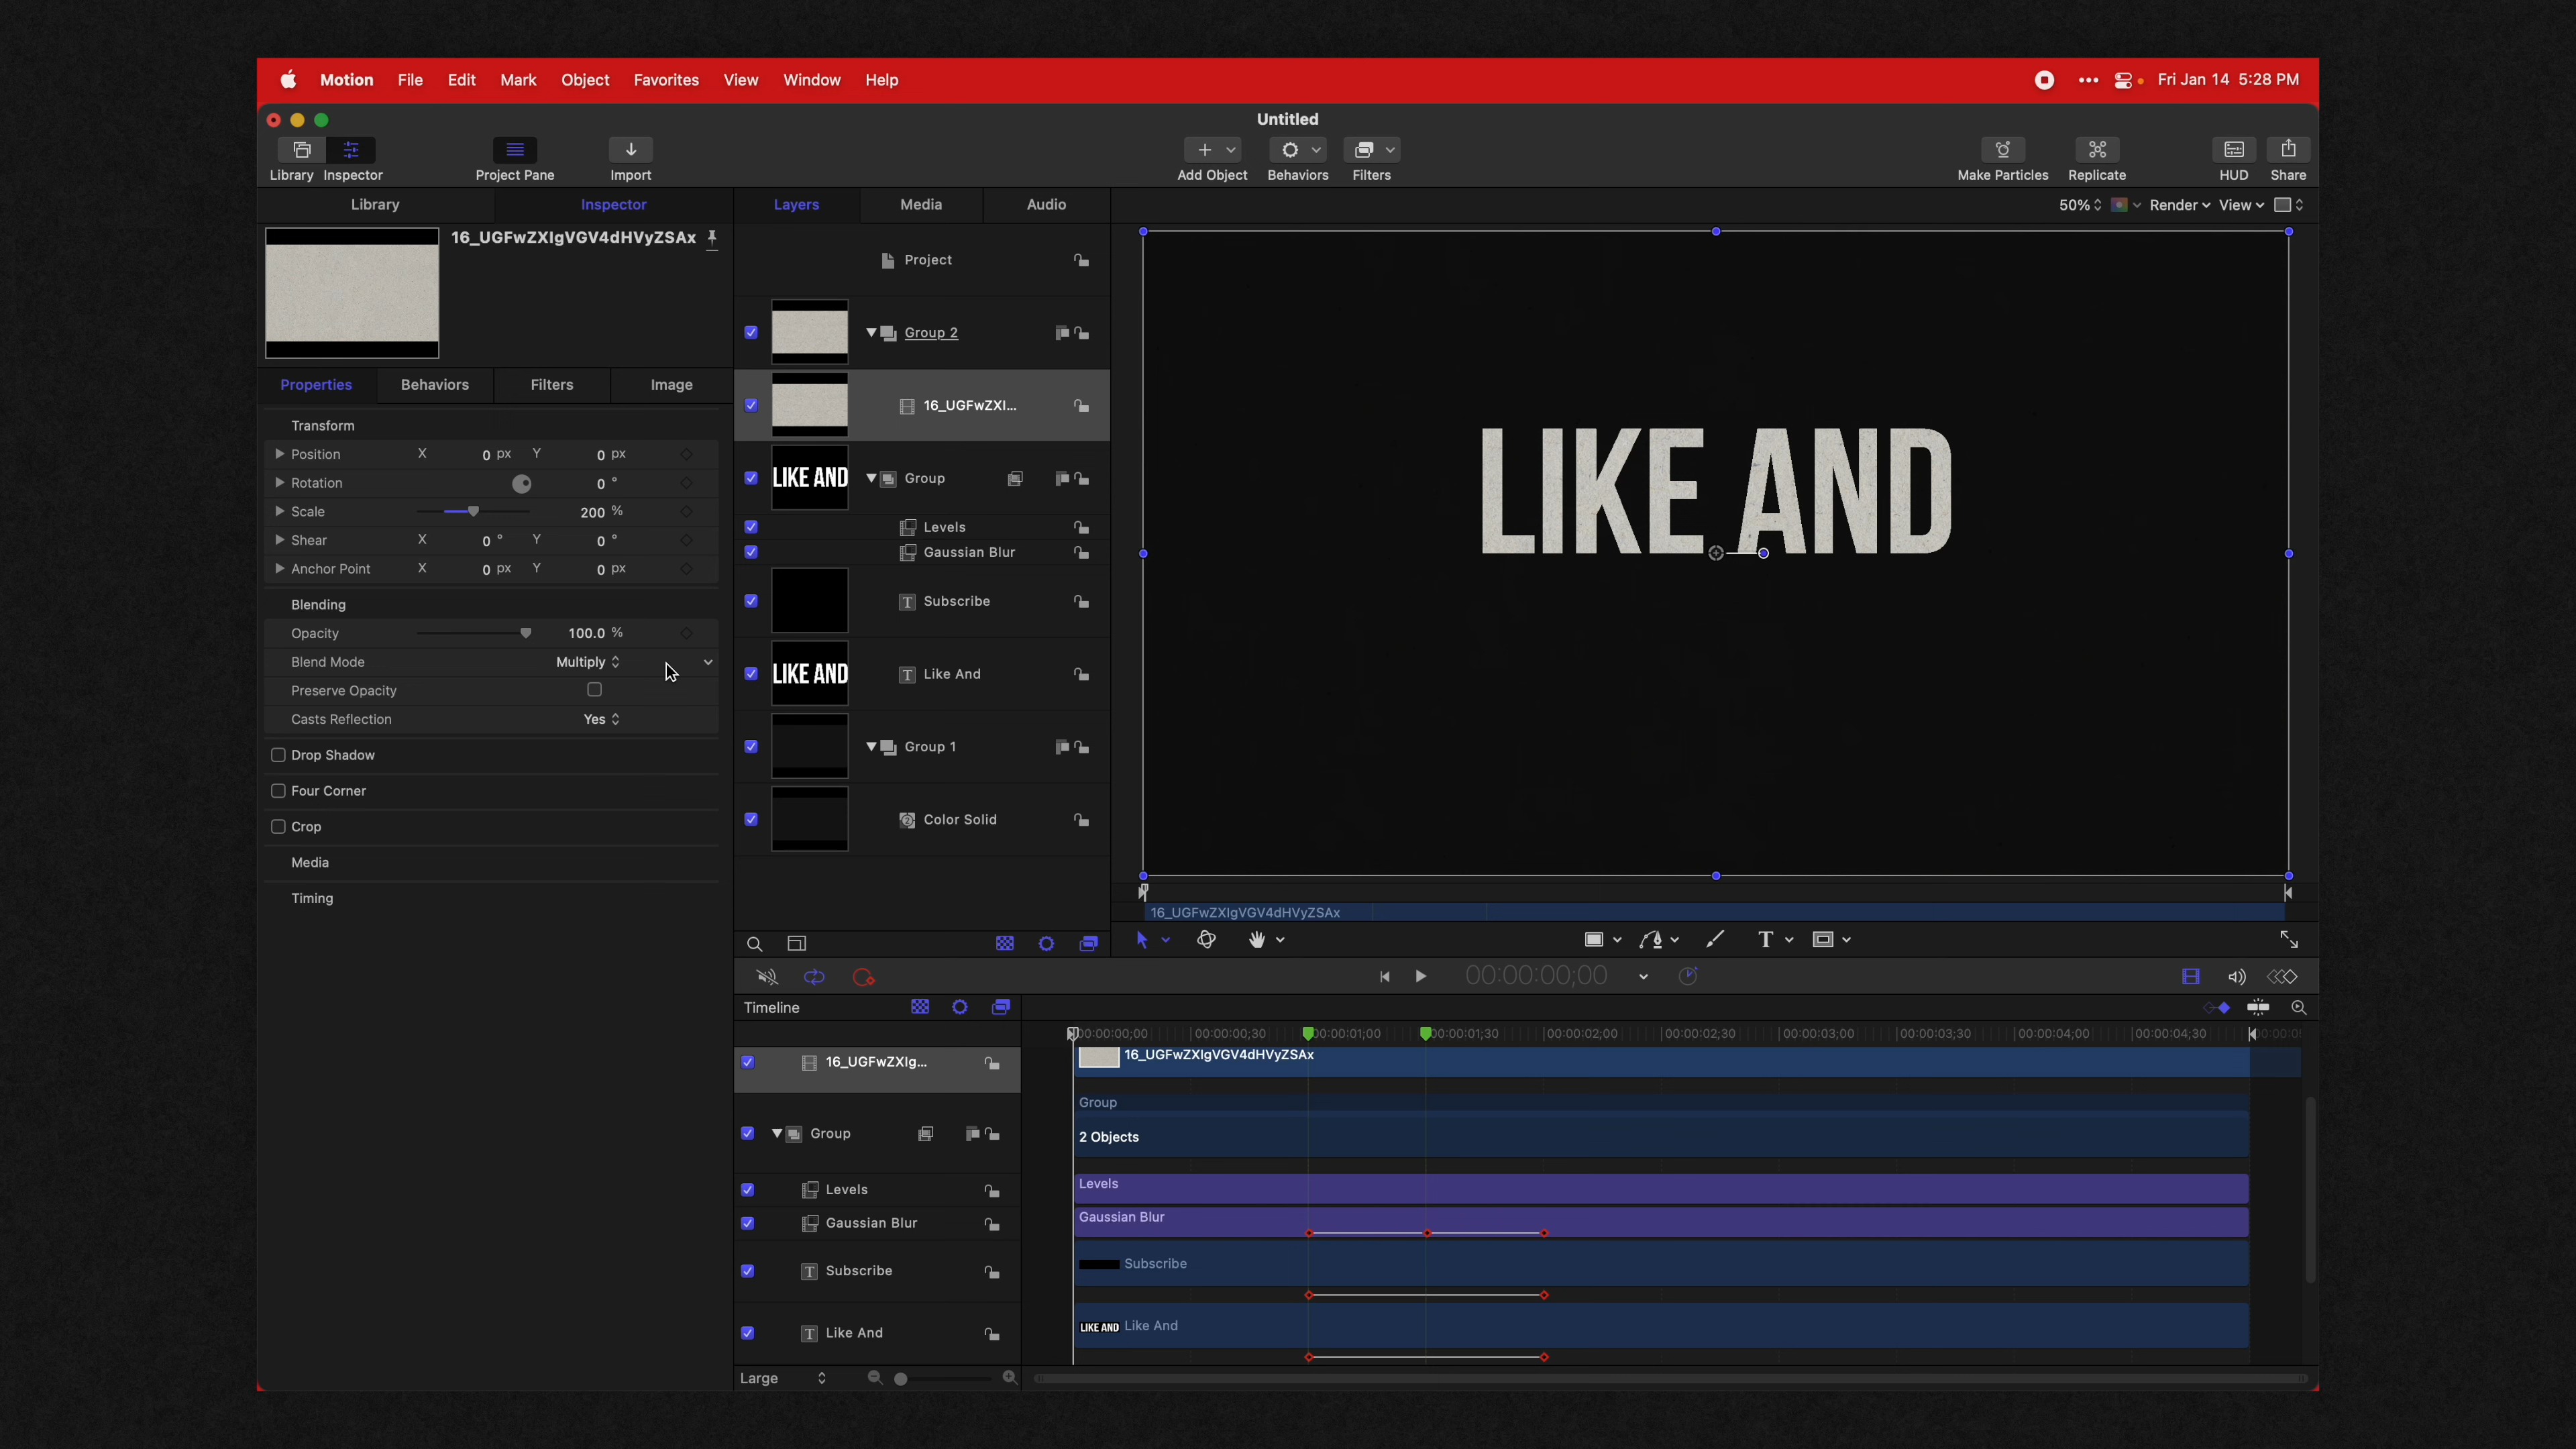 Motion File Edit Mark Object Favorites View Window Help
Fri Jan 14 5:28 PM
Untitled
Library Inspector Project Pane Import Add Object Behaviors Filters Make Particles Replicate HUD Share
Library Inspector Layers Media Audio 50% Render View
16_UGFwZXIgVGV4dHVyZSAx
Properties Behaviors Filters Image
Transform
Position X 0 px Y 0 px
Rotation 0 °
Scale 200 %
Shear X 0 ° Y 0 °
Anchor Point X 0 px Y 0 px
Blending
Opacity 100.0 %
Blend Mode Multiply
Preserve Opacity
Casts Reflection Yes
Drop Shadow
Four Corner
Crop
Media
Timing
Project
Group 2
16_UGFwZXI...
LIKE AND Group
Levels
Gaussian Blur
T Subscribe
LIKE AND T Like And
Group 1
2 Color Solid
LIKE AND
16_UGFwZXIgVGV4dHVyZSAx
T
00:00:00;00
Timeline
00:00:00;00 00:00:00;30 00:00:01;00 00:00:01;30 00:00:02;00 00:00:02;30 00:00:03;00 00:00:03;30 00:00:04;00 00:00:04;30
16_UGFwZXIg... 16_UGFwZXIgVGV4dHVyZSAx
Group
Group 2 Objects
Levels Levels
Gaussian Blur Gaussian Blur
T Subscribe Subscribe
T Like And LIKE AND Like And
Large